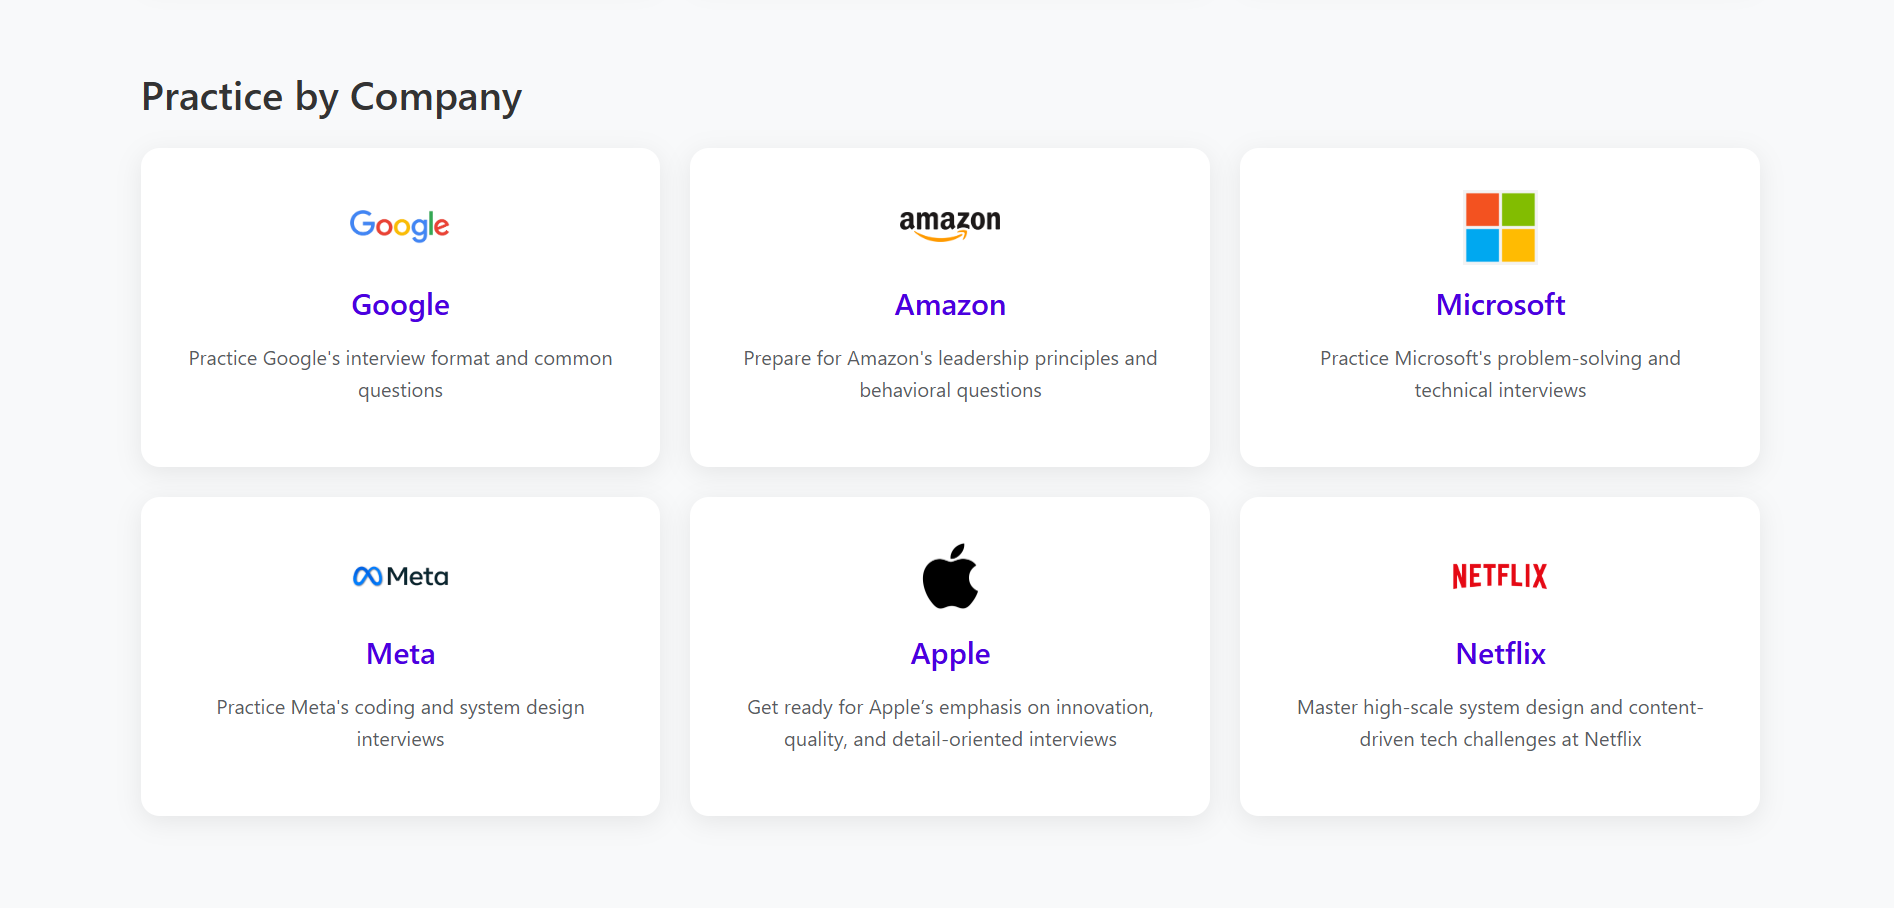 Practice by Company
Google
amazon
Google
Amazon
Microsoft
Practice Google's interview format and common
questions
Prepare for Amazon's leadership principles and
behavioral questions
Practice Microsoft's problem-solving and
technical interviews
Meta
NETFLIX
Meta
Apple
Netflix
Practice Meta's coding and system design
interviews
Get ready for Apple’s emphasis on innovation,
quality, and detail-oriented interviews
Master high-scale system design and content-
driven tech challenges at Netflix